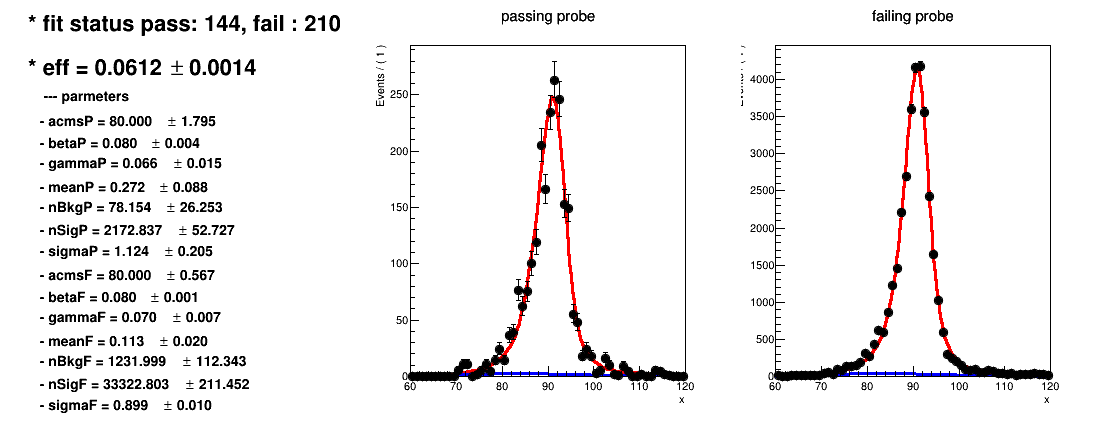 * fit status pass: 144, fail : 210
* eff = 0.0612 ± 0.0014
--- parmeters
- acmsP = 80.000 ± 1.795
- betaP = 0.080 ± 0.004
- gammaP = 0.066 ± 0.015
- meanP = 0.272 ± 0.088
- nBkgP = 78.154 ± 26.253
- nSigP = 2172.837 ± 52.727
- sigmaP = 1.124 ± 0.205
- acmsF = 80.000 ± 0.567
- betaF = 0.080 ± 0.001
- gammaF = 0.070 ± 0.007
- meanF = 0.113 ± 0.020
- nBkgF = 1231.999 ± 112.343
- nSigF = 33322.803 ± 211.452
- sigmaF = 0.899 ± 0.010
passing probe
Events / ( 1 )
250
200
150
100
50
0
60 70 80 90 100 110 120
x
failing probe
4000
3500
3000
2500
2000
1500
1000
500
0
60 70 80 90 100 110 120
x